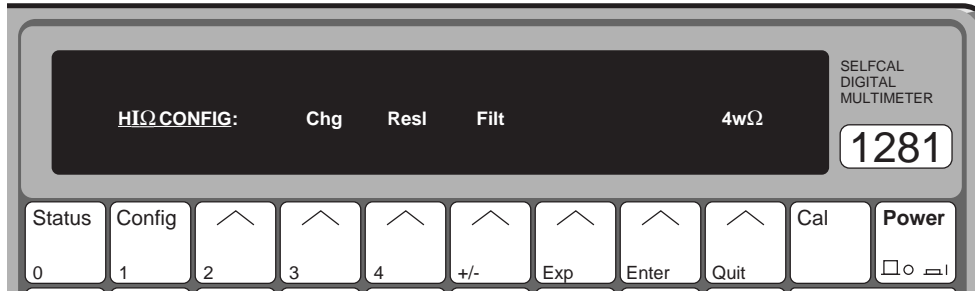 SELFCAL
DIGITAL
MULTIMETER
HIΩ CONFIG: Chg Resl Filt 4wΩ
1281
Status Config Cal Power
0 1 2 3 4 +/- Exp Enter Quit